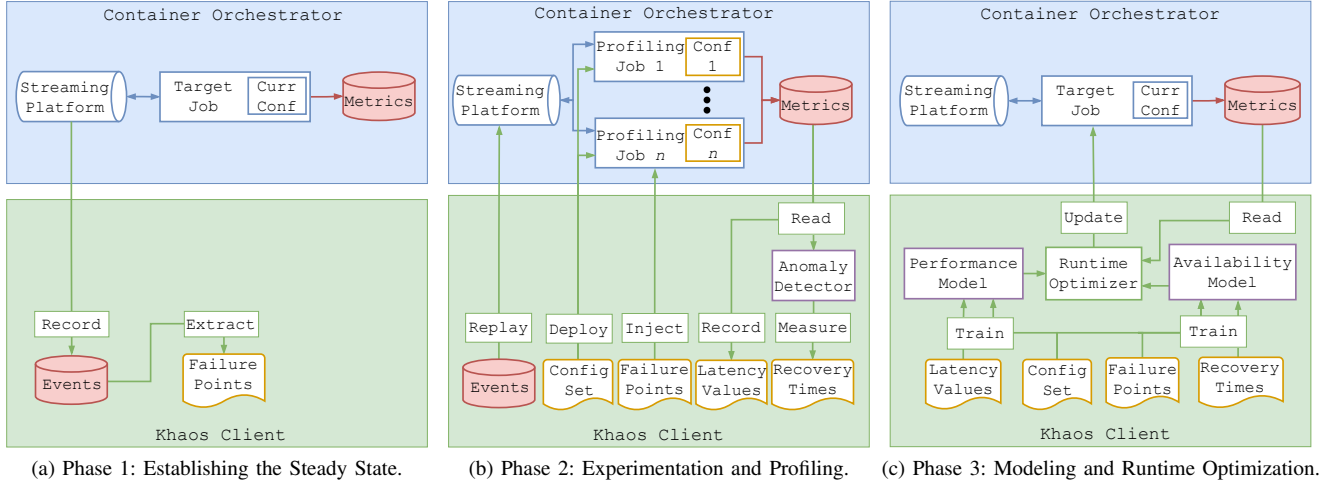 Container Orchestrator
Streaming
Platform
Target
Job
Curr
Conf
Metrics
Record
Extract
Events
Failure
Points
Khaos Client
(a) Phase 1: Establishing the Steady State.
Container Orchestrator
Profiling
Job 1
Conf
1
Streaming
Platform
Metrics
Profiling
Job n
Conf
n
Read
Anomaly
Detector
Replay
Deploy
Inject
Record
Measure
Events
Config
Set
Failure
Points
Latency
Values
Recovery
Times
Khaos Client
(b) Phase 2: Experimentation and Profiling.
Container Orchestrator
Streaming
Platform
Target
Job
Curr
Conf
Metrics
Update
Read
Performance
Model
Runtime
Optimizer
Availability
Model
Train
Train
Latency
Values
Config
Set
Failure
Points
Recovery
Times
Khaos Client
(c) Phase 3: Modeling and Runtime Optimization.